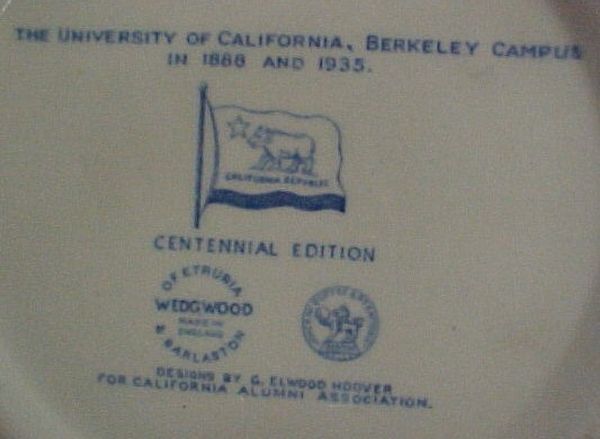 THE UNIVERSITY OF CALIFORNIA, BERKELEY CAMPUS
IN 1888 AND 1935.
CALIFORNIA REPUBLIC
CENTENNIAL EDITION
OF ETRURIA
WEDGWOOD
MADE IN
ENGLAND
& BARLASTON
DESIGNS BY G. ELWOOD HOOVER
FOR CALIFORNIA ALUMNI ASSOCIATION.